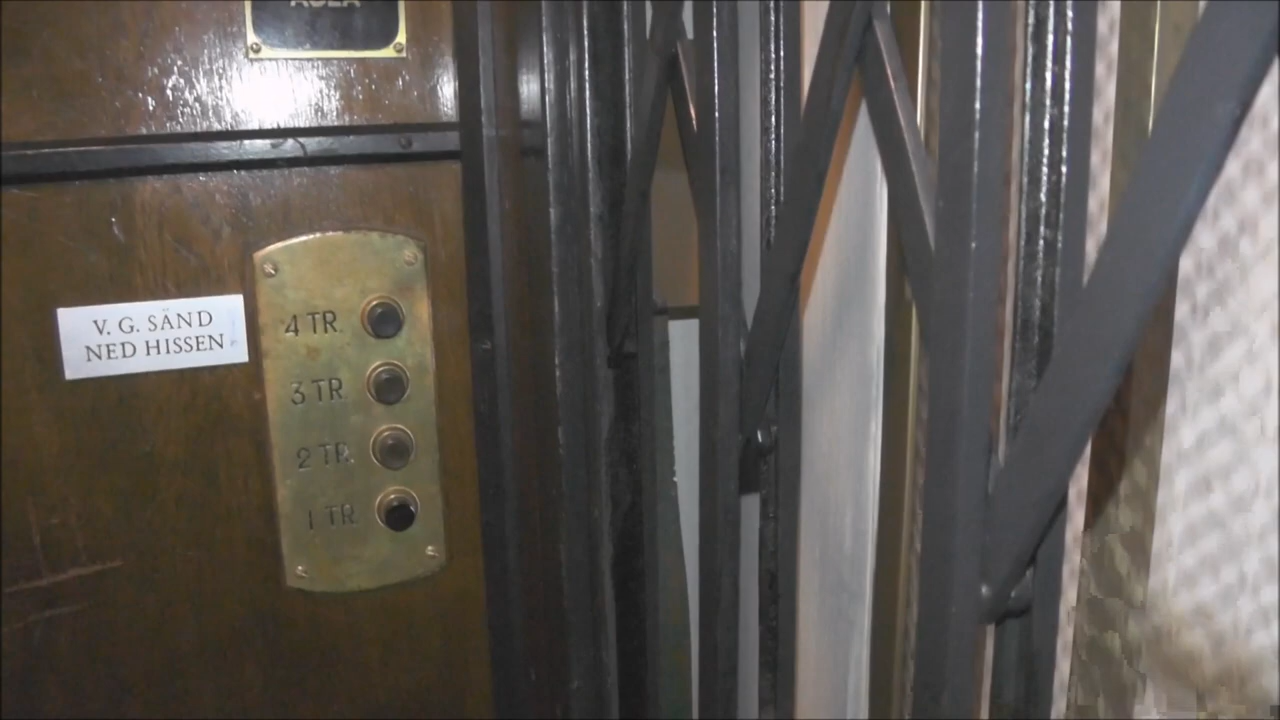 V. G. SÄND
NED HISSEN
4 TR.
3 TR.
2 TR.
1 TR.